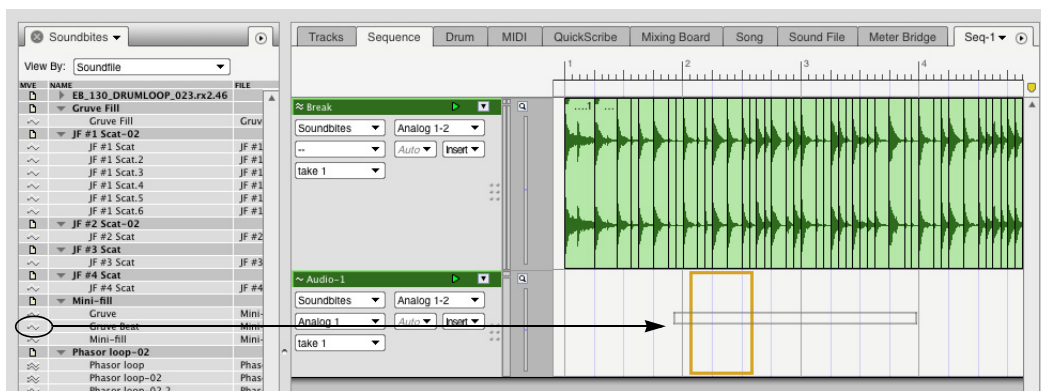 Soundbites
View By: Soundfile
MVE NAME FILE
EB_130_DRUMLOOP_023.rx2.46
Gruve Fill
Gruve Fill Gruv
JF #1 Scat-02
JF #1 Scat JF #1
JF #1 Scat.2 JF #1
JF #1 Scat.3 JF #1
JF #1 Scat.4 JF #1
JF #1 Scat.5 JF #1
JF #1 Scat.6 JF #1
JF #2 Scat-02
JF #2 Scat JF #2
JF #3 Scat
JF #3 Scat JF #3
JF #4 Scat
JF #4 Scat JF #4
Mini-fill
Gruve Mini-
Gruve Beat Mini-
Mini-fill Mini-
Phasor loop-02
Phasor loop Phas
Phasor loop-02 Phas
Phasor loop-02.2 Phas
Tracks Sequence Drum MIDI QuickScribe Mixing Board Song Sound File Meter Bridge Seq-1
1 2 3 4
Break
Soundbites Analog 1-2
-- Auto Insert
take 1
....1 ...
Audio-1
Soundbites Analog 1-2
Analog 1 Auto Insert
take 1